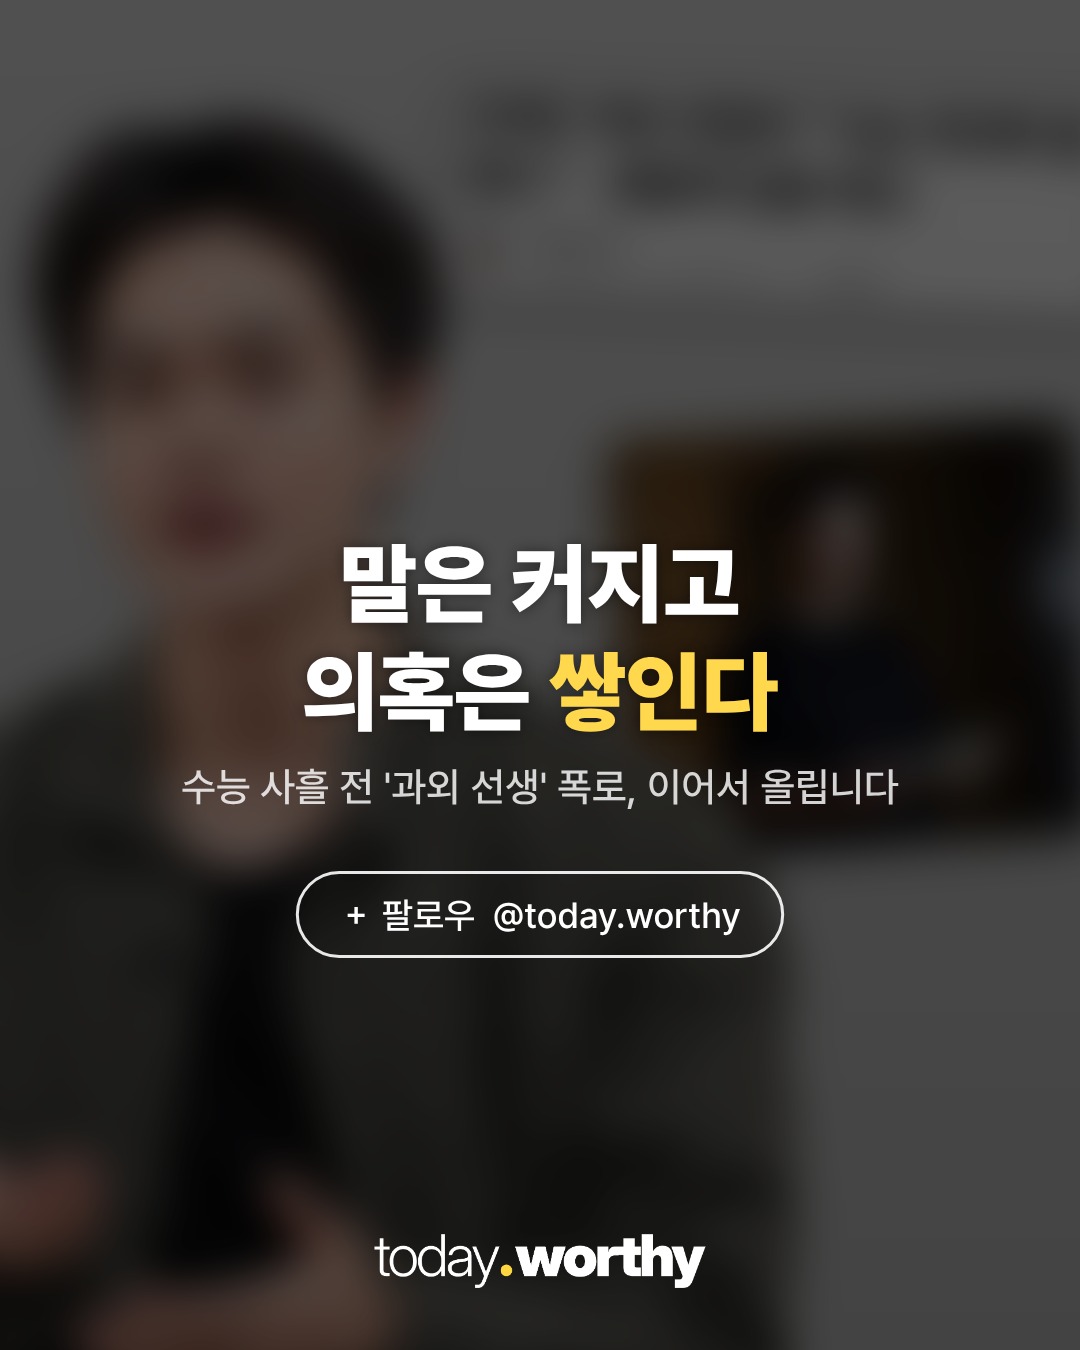 말은 커지고
의혹은 쌓인다
수능 사흘 전 '과외 선생' 폭로, 이어서 올립니다
+ 팔로우 @today.worthy
today.worthy